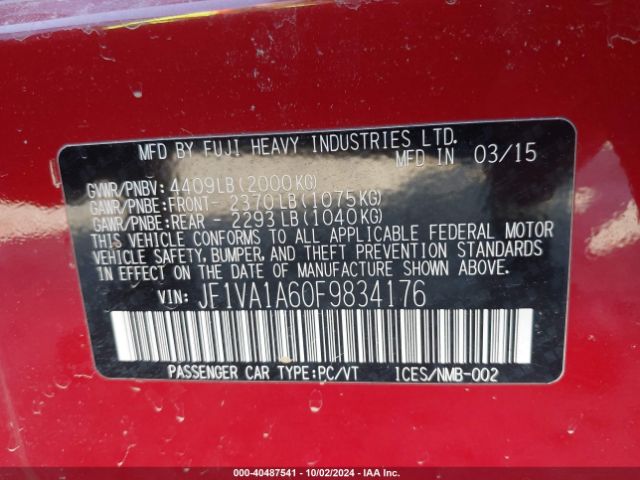 MFD BY FUJI HEAVY INDUSTRIES LTD.
MFD IN 03/15
GVWR/PNBV: 4409LB(2000KG)
GAWR/PNBE:FRONT- 2370LB(1075KG)
GAWR/PNBE:REAR - 2293LB(1040KG)
THIS VEHICLE CONFORMS TO ALL APPLICABLE FEDERAL MOTOR
VEHICLE SAFETY, BUMPER, AND THEFT PREVENTION STANDARDS
IN EFFECT ON THE DATE OF MANUFACTURE SHOWN ABOVE.
VIN: JF1VA1A60F9834176
PASSENGER CAR TYPE:PC/VT ICES/NMB-002
000-40487541 - 10/02/2024 - IAA Inc.